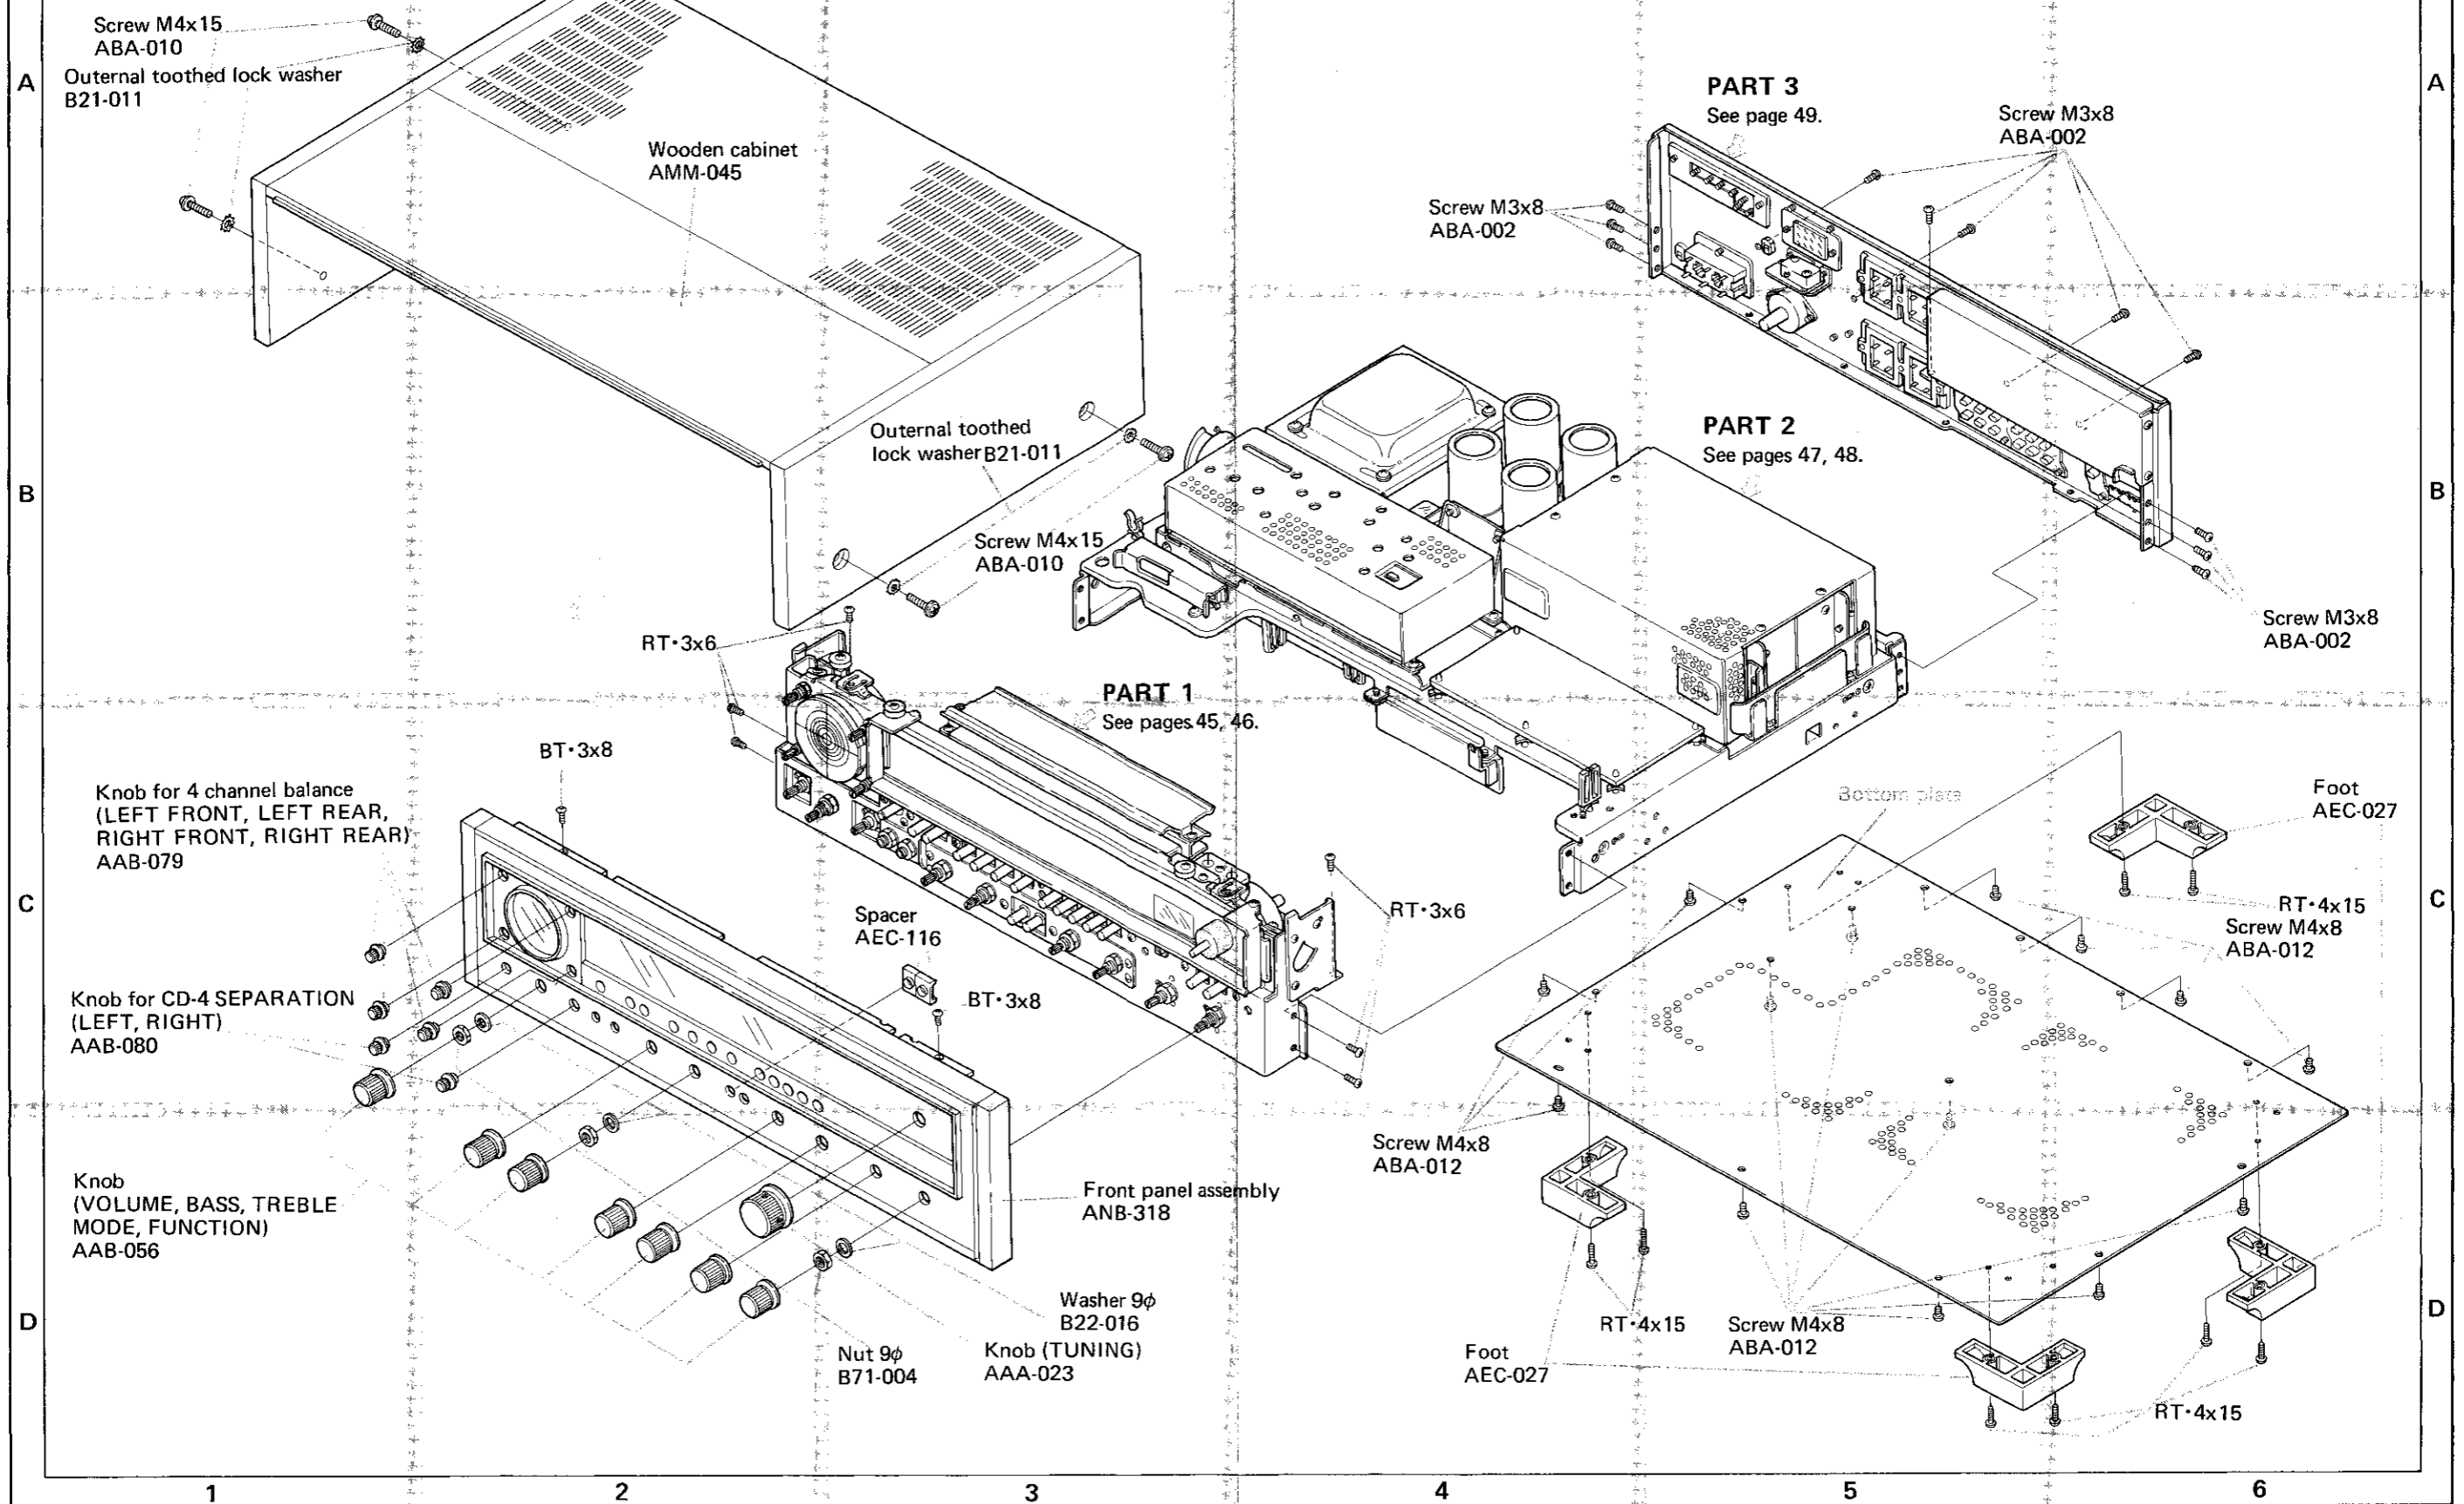 Screw M4x15
ABA-010
Outernal toothed lock washer
B21-011
A
A
Wooden cabinet
AMM-045
PART 3
See page 49.
Screw M3x8
ABA-002
Screw M3x8
ABA-002
Outernal toothed
lock washer B21-011
PART 2
See pages 47, 48.
B
B
Screw M4x15
ABA-010
Screw M3x8
ABA-002
RT·3x6
PART 1
See pages 45, 46.
BT·3x8
Knob for 4 channel balance
(LEFT FRONT, LEFT REAR,
RIGHT FRONT, RIGHT REAR)
AAB-079
Bottom plate
Foot
AEC-027
C
C
Spacer
AEC-116
RT·3x6
RT·4x15
Screw M4x8
ABA-012
Knob for CD-4 SEPARATION
(LEFT, RIGHT)
AAB-080
BT·3x8
Screw M4x8
ABA-012
Knob
(VOLUME, BASS, TREBLE
MODE, FUNCTION)
AAB-056
Front panel assembly
ANB-318
D
D
Washer 9φ
B22-016
Nut 9φ
B71-004
Knob (TUNING)
AAA-023
RT·4x15
Screw M4x8
ABA-012
Foot
AEC-027
RT·4x15
1
2
3
4
5
6